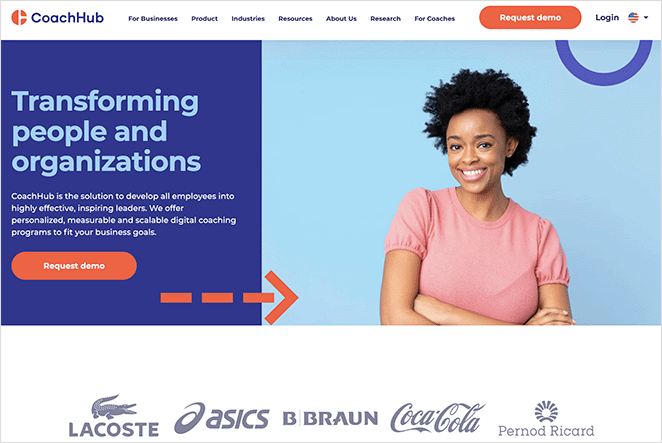 CoachHub
For Businesses Product Industries Resources About Us Research For Coaches
Request demo
Login
Transforming
people and
organizations
CoachHub is the solution to develop all employees into
highly effective, inspiring leaders. We offer
personalized, measurable and scalable digital coaching
programs to fit your business goals.
Request demo
LACOSTE
asics
B|BRAUN
Coca-Cola
Pernod Ricard